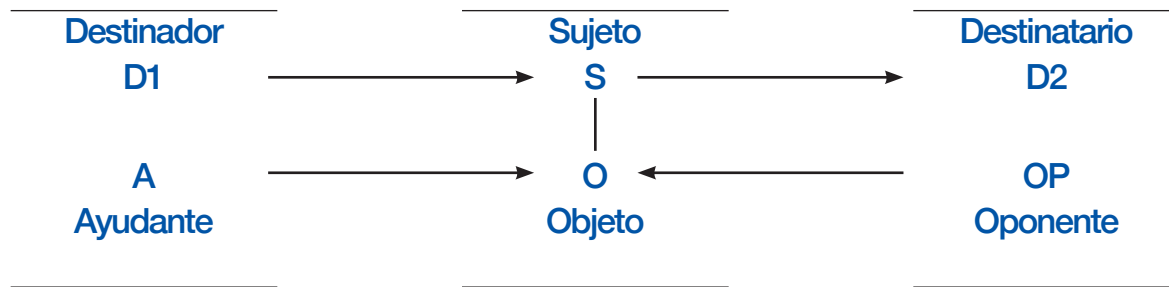 Destinador Sujeto Destinatario
D1 S D2
A O OP
Ayudante Objeto Oponente